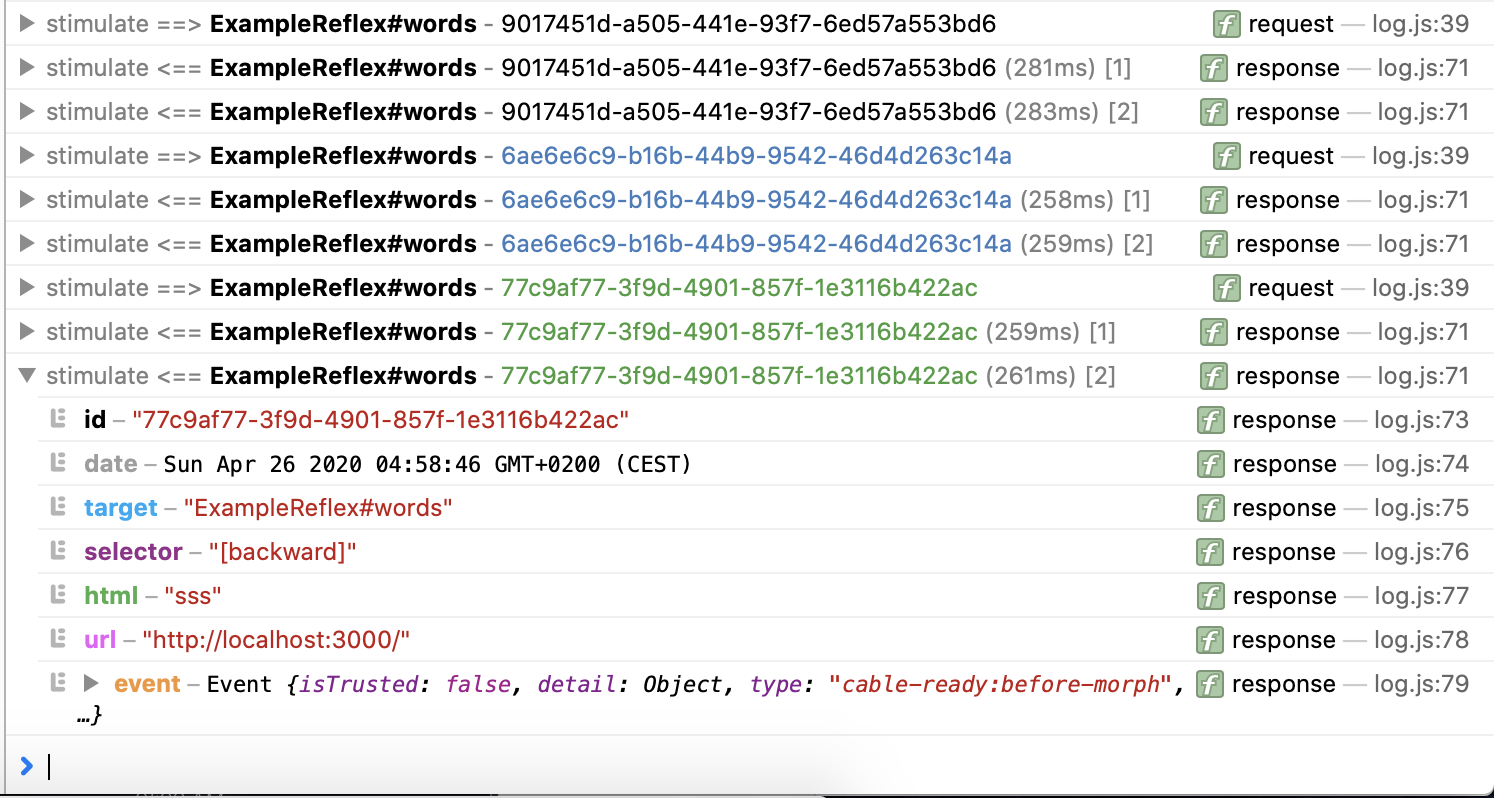 stimulate ==> ExampleReflex#words - 9017451d-a505-441e-93f7-6ed57a553bd6 f request — log.js:39
stimulate <== ExampleReflex#words - 9017451d-a505-441e-93f7-6ed57a553bd6 (281ms) [1] f response — log.js:71
stimulate <== ExampleReflex#words - 9017451d-a505-441e-93f7-6ed57a553bd6 (283ms) [2] f response — log.js:71
stimulate ==> ExampleReflex#words - 6ae6e6c9-b16b-44b9-9542-46d4d263c14a f request — log.js:39
stimulate <== ExampleReflex#words - 6ae6e6c9-b16b-44b9-9542-46d4d263c14a (258ms) [1] f response — log.js:71
stimulate <== ExampleReflex#words - 6ae6e6c9-b16b-44b9-9542-46d4d263c14a (259ms) [2] f response — log.js:71
stimulate ==> ExampleReflex#words - 77c9af77-3f9d-4901-857f-1e3116b422ac f request — log.js:39
stimulate <== ExampleReflex#words - 77c9af77-3f9d-4901-857f-1e3116b422ac (259ms) [1] f response — log.js:71
stimulate <== ExampleReflex#words - 77c9af77-3f9d-4901-857f-1e3116b422ac (261ms) [2] f response — log.js:71
id – "77c9af77-3f9d-4901-857f-1e3116b422ac" f response — log.js:73
date – Sun Apr 26 2020 04:58:46 GMT+0200 (CEST) f response — log.js:74
target – "ExampleReflex#words" f response — log.js:75
selector – "[backward]" f response — log.js:76
html – "sss" f response — log.js:77
url – "http://localhost:3000/" f response — log.js:78
event – Event {isTrusted: false, detail: Object, type: "cable-ready:before-morph", f response — log.js:79
…}